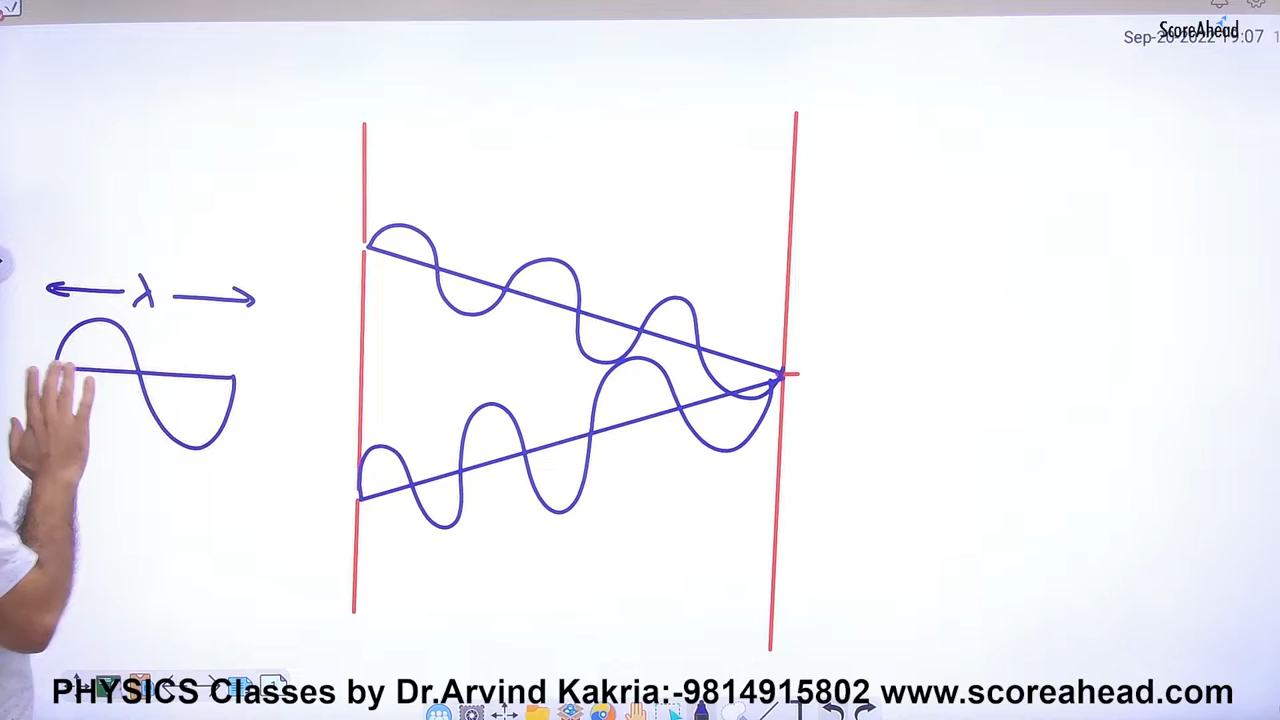 ScoreAhead
λ
PHYSICS Classes by Dr.Arvind Kakria:-9814915802 www.scoreahead.com